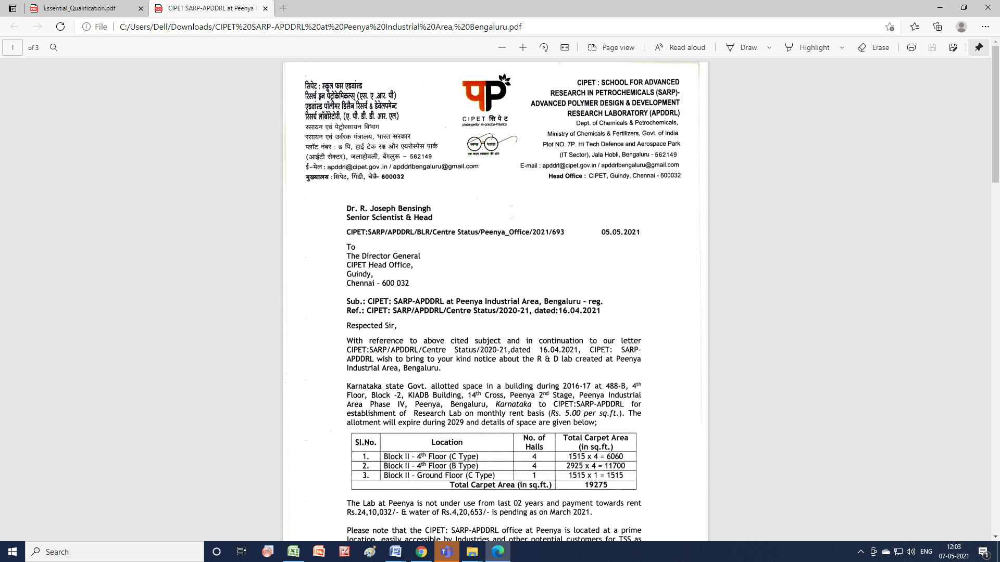 Essential_Qualification.pdf
CIPET SARP-APDDRL at Peenya I
File
C:/Users/Dell/Downloads/CIPET%20SARP-APDDRL%20at%20Peenya%20Industrial%20Area,%20Bengaluru.pdf
1 of 3
Page view
Read aloud
Draw
Highlight
Erase
सिपेट : स्कूल फार एडवांस्ड
रिसर्च इन पेट्रोकेमिकल्स् (एस. ए .आर. पी)
एडवांस्ड पॉलीमर डिसैन रिसर्च & डेवेलपमेन्ट
रिसर्च लॉबोरेटोरी, (ए. पी. डी. डी. आर. एल)
रसायन एवं पेट्रोरसायन विभाग
रसायन एवं उर्वरक मंत्रालय, भारत सरकार
प्लॉट नंबर : ७ पि, हाई टेक रक्ष और एयरोस्पेस पार्क
(आईटी सेक्टर), जलाहोवली, बेंगलुरू – 562149
ई–मेल : apddrl@cipet.gov.in / apddrlbengaluru@gmail.com
मुख्यालय : सिपेट, गिंडी, चेन्नै– 600032
पP
CIPET सिपेट
probe-perfor m-practce-Plastics
स्वच्छ भारत
एक कदम स्वच्छता की ओर
CIPET : SCHOOL FOR ADVANCED
RESEARCH IN PETROCHEMICALS (SARP)-
ADVANCED POLYMER DESIGN & DEVELOPMENT
RESEARCH LABORATORY (APDDRL)
Dept. of Chemicals & Petrochemicals,
Ministry of Chemicals & Fertilizers, Govt. of India
Plot NO. 7P. Hi Tech Defence and Aerospace Park
(IT Sector), Jala Hobli, Bengaluru - 562149
E-mail : apddrl@cipet.gov.in / apddrlbengaluru@gmail.com
Head Office : CIPET, Guindy, Chennai - 600032
Dr. R. Joseph Bensingh
Senior Scientist & Head
CIPET:SARP/APDDRL/BLR/Centre Status/Peenya_Office/2021/693 05.05.2021
To
The Director General
CIPET Head Office,
Guindy,
Chennai – 600 032
Sub.: CIPET: SARP-APDDRL at Peenya Industrial Area, Bengaluru – reg.
Ref.: CIPET: SARP/APDDRL/Centre Status/2020-21, dated:16.04.2021
Respected Sir,
With reference to above cited subject and in continuation to our letter
CIPET:SARP/APDDRL/Centre Status/2020-21,dated 16.04.2021, CIPET: SARP-
APDDRL wish to bring to your kind notice about the R & D lab created at Peenya
Industrial Area, Bengaluru.
Karnataka state Govt. allotted space in a building during 2016-17 at 488-B, 4th
Floor, Block -2, KIADB Building, 14th Cross, Peenya 2nd Stage, Peenya Industrial
Area Phase IV, Peenya, Bengaluru, Karnataka to CIPET:SARP-APDDRL for
establishment of Research Lab on monthly rent basis (Rs. 5.00 per sq.ft.). The
allotment will expire during 2029 and details of space are given below;
Sl.No. Location No. of Halls Total Carpet Area (in sq.ft.)
1. Block II – 4th Floor (C Type) 4 1515 x 4 = 6060
2. Block II – 4th Floor (B Type) 4 2925 x 4 = 11700
3. Block II – Ground Floor (C Type) 1 1515 x 1 = 1515
Total Carpet Area (in sq.ft.) 19275
The Lab at Peenya is not under use from last 02 years and payment towards rent
Rs.24,10,032/- & water of Rs.4,20,653/- is pending as on March 2021.
Please note that the CIPET: SARP-APDDRL office at Peenya is located at a prime
location, easily accessible by Industries and other potential customers for TSS as
Search
ENG
12:03
07-05-2021
1